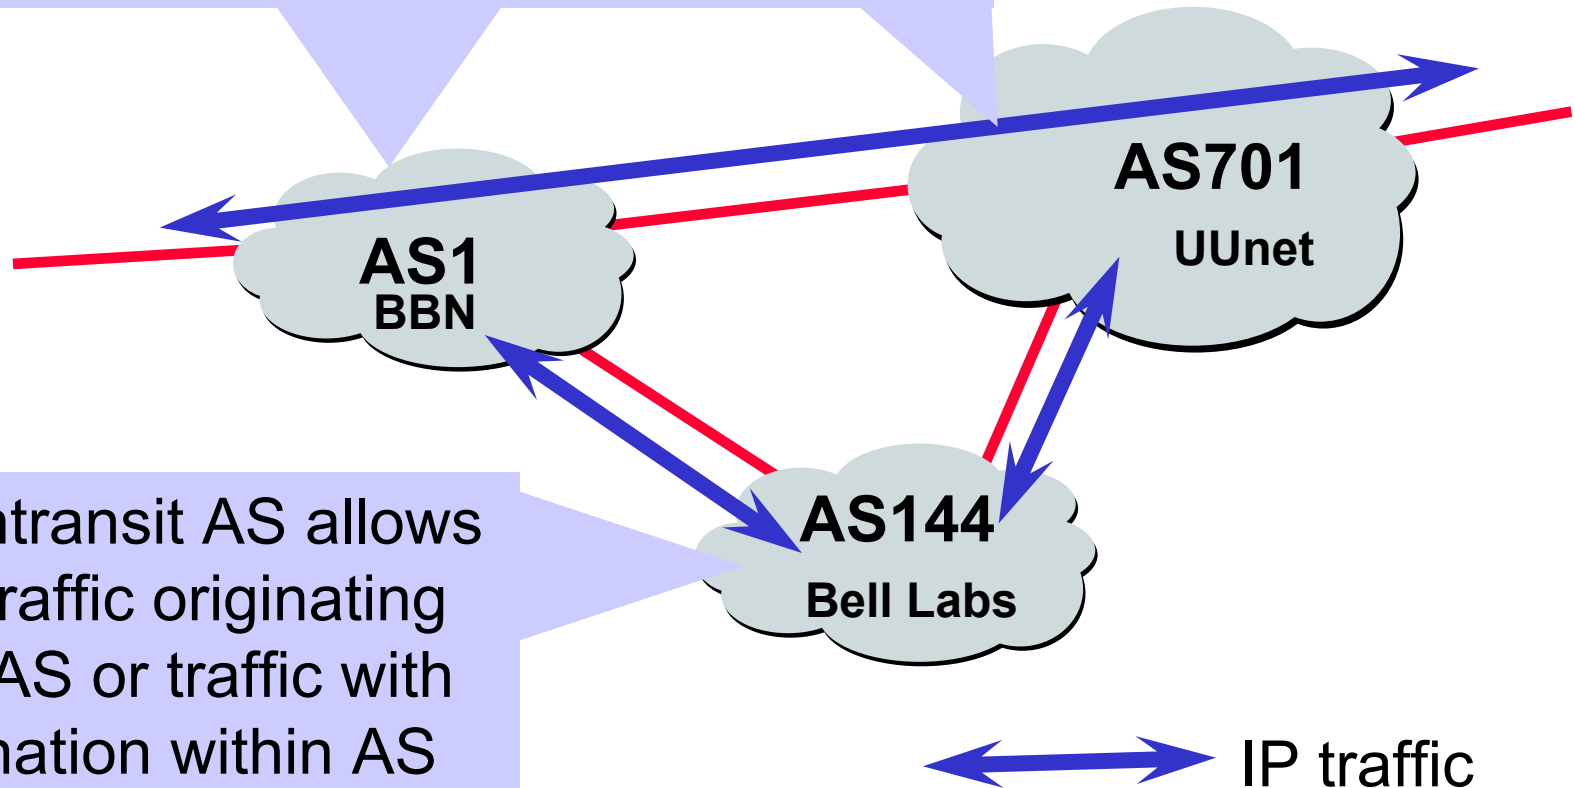 AS701
UUnet
AS1
BBN
ntransit AS allows
raffic originating
AS or traffic with
nation within AS
AS144
Bell Labs
IP traffic